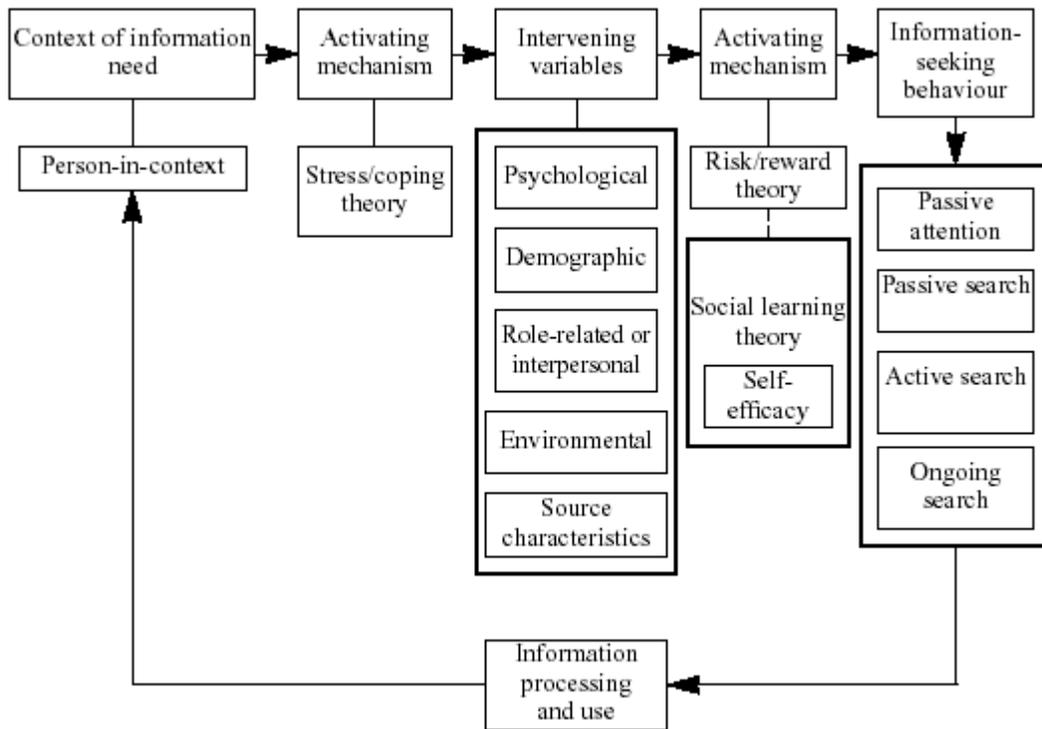 Context of information
need
Activating
mechanism
Intervening
variables
Activating
mechanism
Information-
seeking
behaviour
Person-in-context
Stress/coping
theory
Psychological
Demographic
Role-related or
interpersonal
Environmental
Source
characteristics
Risk/reward
theory
Social learning
theory
Self-
efficacy
Passive
attention
Passive search
Active search
Ongoing
search
Information
processing
and use